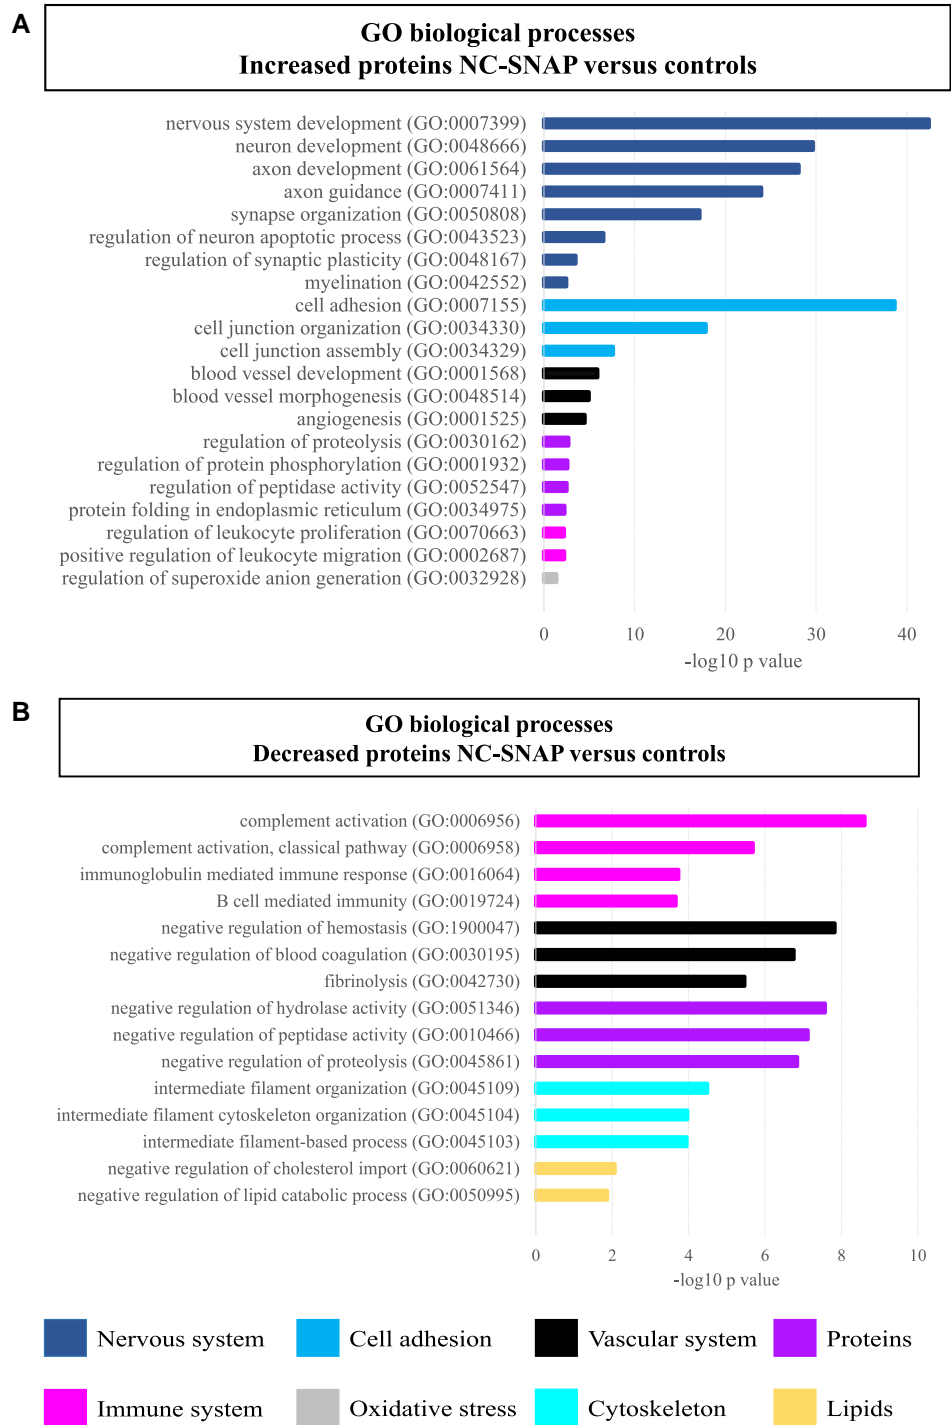 A
GO biological processes
Increased proteins NC-SNAP versus controls
nervous system development (GO:0007399)
neuron development (GO:0048666)
axon development (GO:0061564)
axon guidance (GO:0007411)
synapse organization (GO:0050808)
regulation of neuron apoptotic process (GO:0043523)
regulation of synaptic plasticity (GO:0048167)
myelination (GO:0042552)
cell adhesion (GO:0007155)
cell junction organization (GO:0034330)
cell junction assembly (GO:0034329)
blood vessel development (GO:0001568)
blood vessel morphogenesis (GO:0048514)
angiogenesis (GO:0001525)
regulation of proteolysis (GO:0030162)
regulation of protein phosphorylation (GO:0001932)
regulation of peptidase activity (GO:0052547)
protein folding in endoplasmic reticulum (GO:0034975)
regulation of leukocyte proliferation (GO:0070663)
positive regulation of leukocyte migration (GO:0002687)
regulation of superoxide anion generation (GO:0032928)
0 10 20 30 40
-log10 p value
B
GO biological processes
Decreased proteins NC-SNAP versus controls
complement activation (GO:0006956)
complement activation, classical pathway (GO:0006958)
immunoglobulin mediated immune response (GO:0016064)
B cell mediated immunity (GO:0019724)
negative regulation of hemostasis (GO:1900047)
negative regulation of blood coagulation (GO:0030195)
fibrinolysis (GO:0042730)
negative regulation of hydrolase activity (GO:0051346)
negative regulation of peptidase activity (GO:0010466)
negative regulation of proteolysis (GO:0045861)
intermediate filament organization (GO:0045109)
intermediate filament cytoskeleton organization (GO:0045104)
intermediate filament-based process (GO:0045103)
negative regulation of cholesterol import (GO:0060621)
negative regulation of lipid catabolic process (GO:0050995)
0 2 4 6 8 10
-log10 p value
Nervous system Cell adhesion Vascular system Proteins
Immune system Oxidative stress Cytoskeleton Lipids